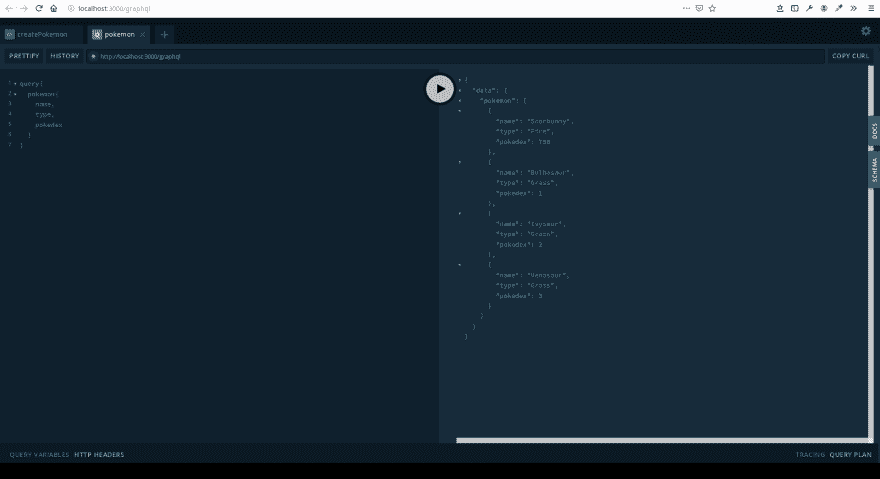 localhost:3000/graphql
createPokemon
pokemon
PRETTIFY HISTORY http://localhost:3000/graphql COPY CURL
1 query{
2 pokemon{
3 name,
4 type,
5 pokedex
6 }
7 }
{
"data": {
"pokemon": [
{
"name": "Scorbunny",
"type": "Fire",
"pokedex":
},
{
"name": "Bulbasaur",
"type": "Grass",
"pokedex": 1
},
{
"name": "Ivysaur",
"type": "Grass",
"pokedex":
},
{
"name": "Venosaur",
"type": "Grass",
"pokedex": 3
}
]
}
}
DOCS
SCHEMA
QUERY VARIABLES HTTP HEADERS TRACING QUERY PLAN